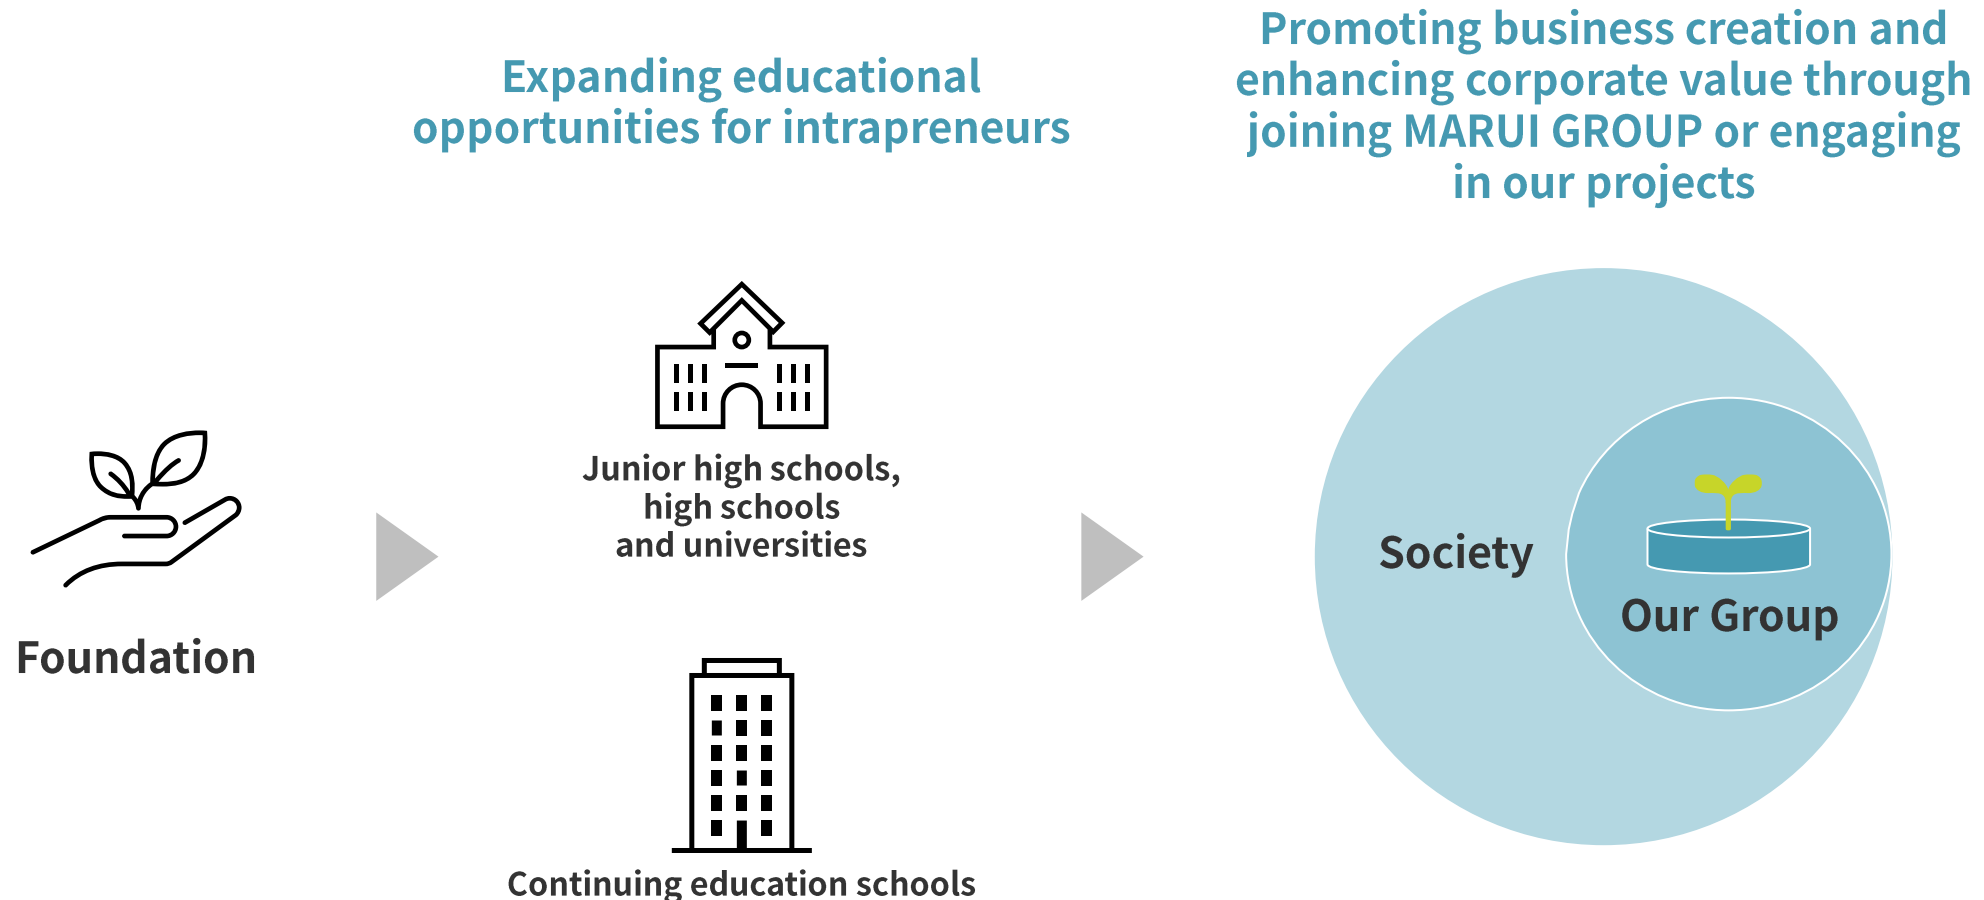 Foundation
Expanding educational
opportunities for intrapreneurs
Junior high schools,
high schools
and universities
Continuing education schools
Promoting business creation and
enhancing corporate value through
joining MARUI GROUP or engaging
in our projects
Society
Our Group